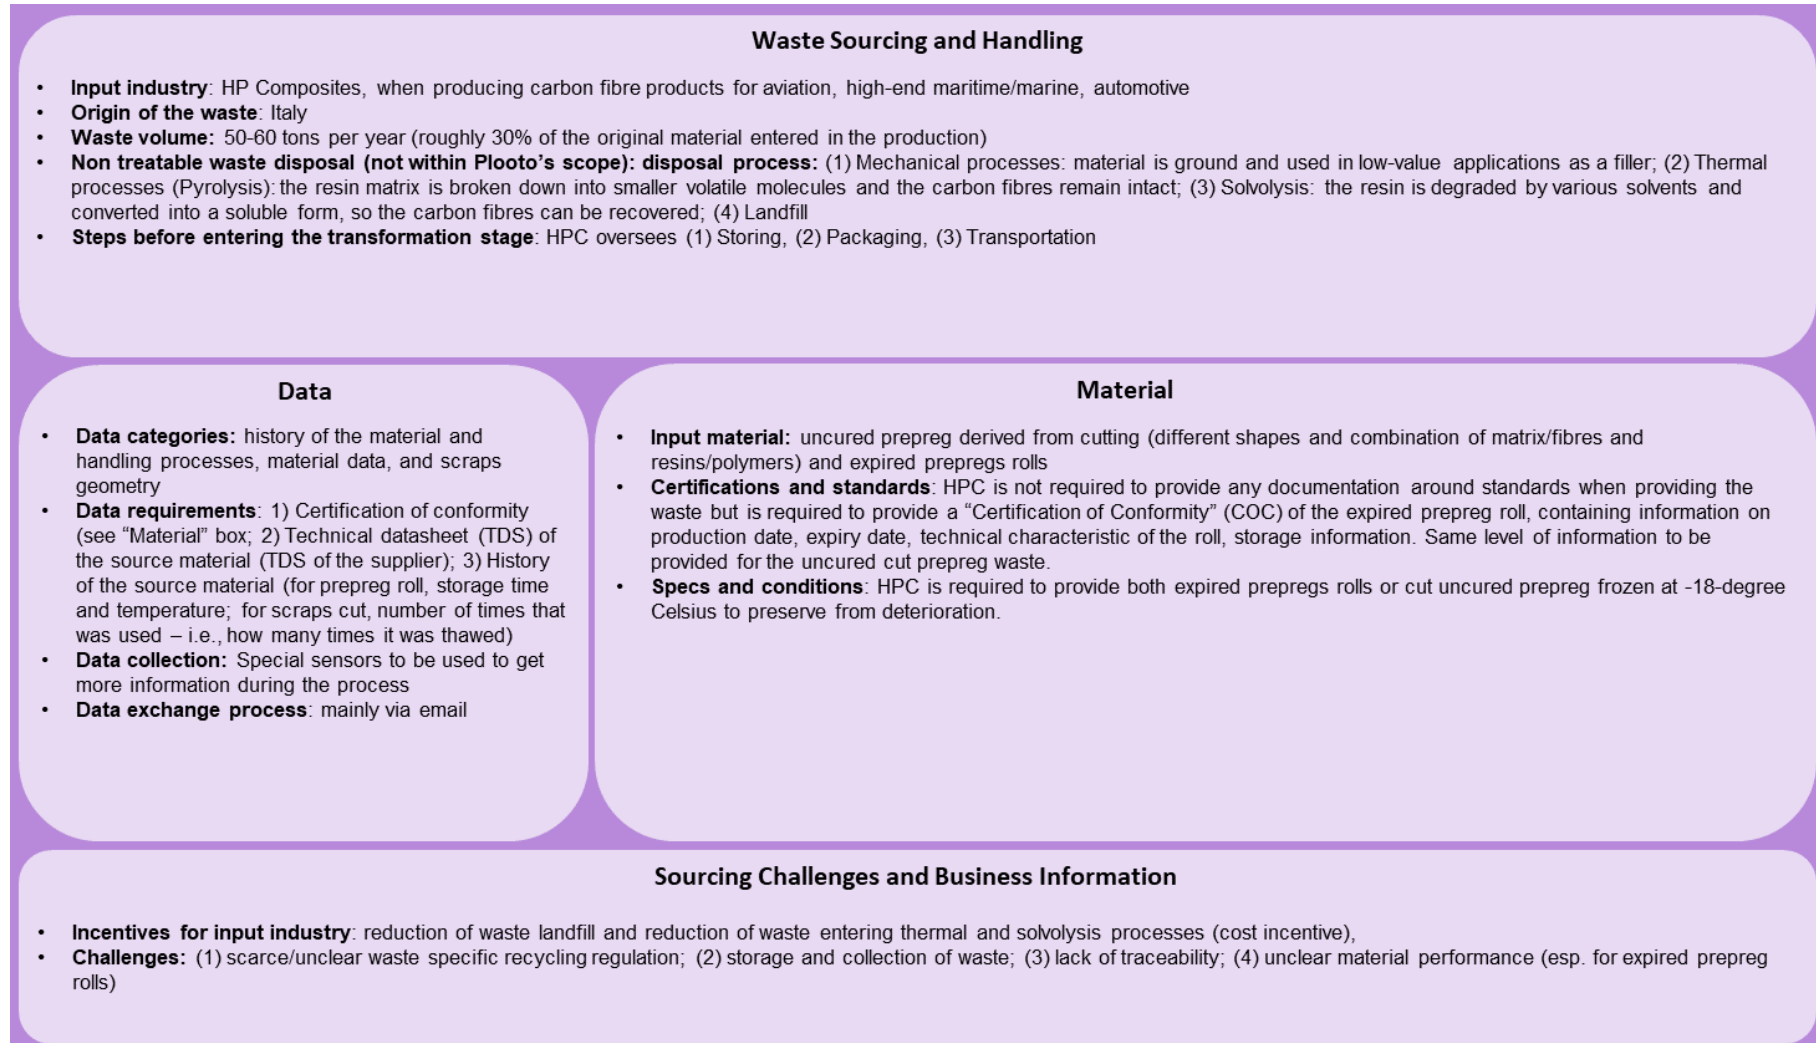 Waste Sourcing and Handling
• Input industry: HP Composites, when producing carbon fibre products for aviation, high-end maritime/marine, automotive
• Origin of the waste: Italy
• Waste volume: 50-60 tons per year (roughly 30% of the original material entered in the production)
• Non treatable waste disposal (not within Plooto’s scope): disposal process: (1) Mechanical processes: material is ground and used in low-value applications as a filler; (2) Thermal
processes (Pyrolysis): the resin matrix is broken down into smaller volatile molecules and the carbon fibres remain intact; (3) Solvolysis: the resin is degraded by various solvents and
converted into a soluble form, so the carbon fibres can be recovered; (4) Landfill
• Steps before entering the transformation stage: HPC oversees (1) Storing, (2) Packaging, (3) Transportation
Data
• Data categories: history of the material and
handling processes, material data, and scraps
geometry
• Data requirements: 1) Certification of conformity
(see “Material” box; 2) Technical datasheet (TDS) of
the source material (TDS of the supplier); 3) History
of the source material (for prepreg roll, storage time
and temperature; for scraps cut, number of times that
was used – i.e., how many times it was thawed)
• Data collection: Special sensors to be used to get
more information during the process
• Data exchange process: mainly via email
Material
• Input material: uncured prepreg derived from cutting (different shapes and combination of matrix/fibres and
resins/polymers) and expired prepregs rolls
• Certifications and standards: HPC is not required to provide any documentation around standards when providing the
waste but is required to provide a “Certification of Conformity” (COC) of the expired prepreg roll, containing information on
production date, expiry date, technical characteristic of the roll, storage information. Same level of information to be
provided for the uncured cut prepreg waste.
• Specs and conditions: HPC is required to provide both expired prepregs rolls or cut uncured prepreg frozen at -18-degree
Celsius to preserve from deterioration.
Sourcing Challenges and Business Information
• Incentives for input industry: reduction of waste landfill and reduction of waste entering thermal and solvolysis processes (cost incentive),
• Challenges: (1) scarce/unclear waste specific recycling regulation; (2) storage and collection of waste; (3) lack of traceability; (4) unclear material performance (esp. for expired prepreg
rolls)